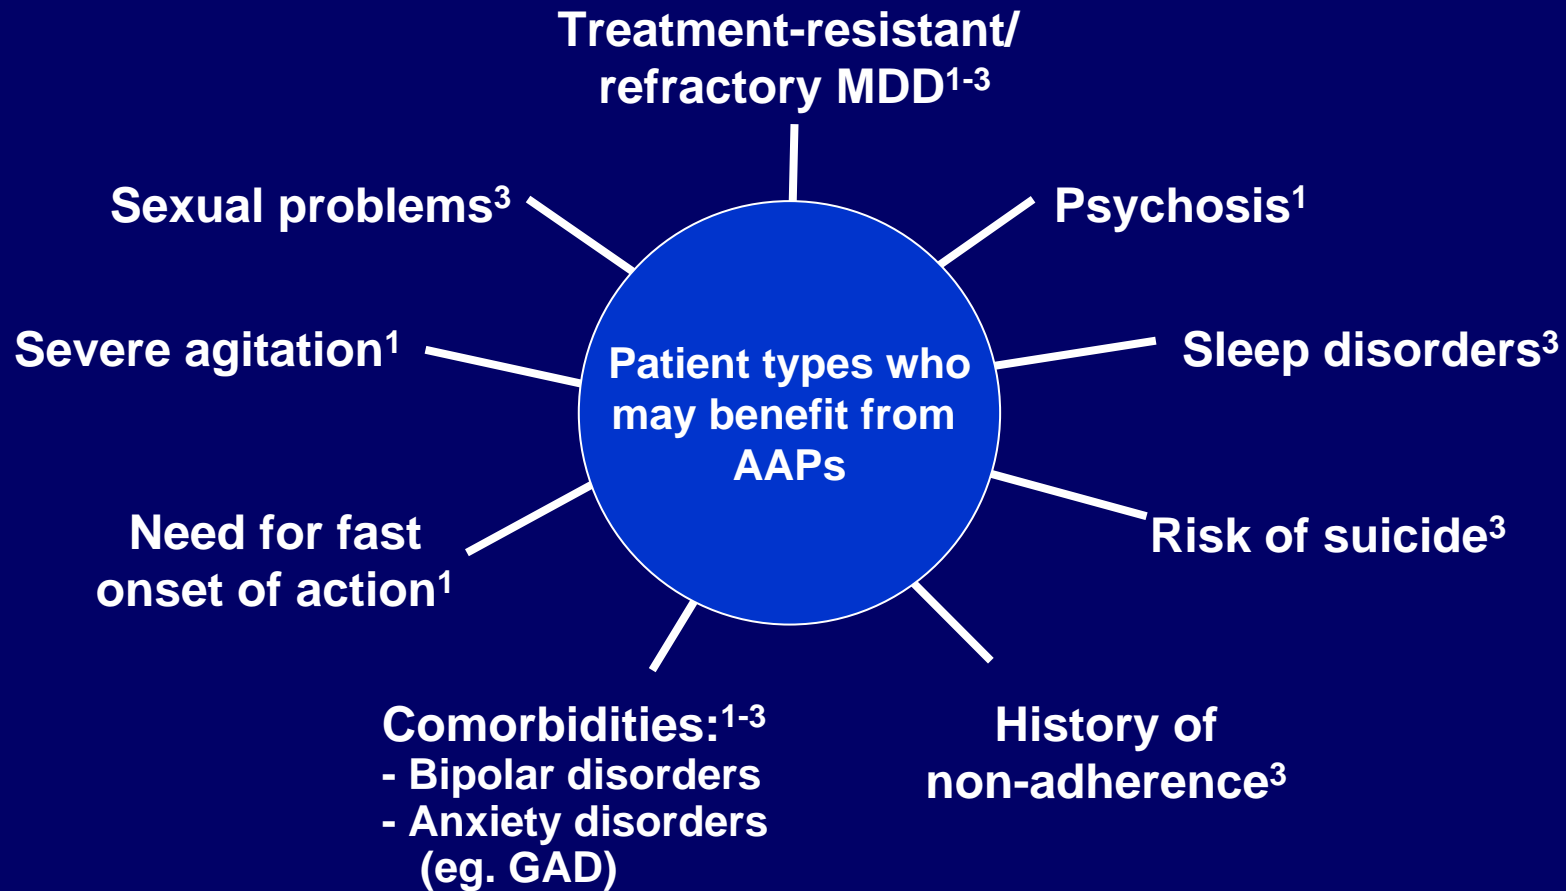 Treatment-resistant/
refractory MDD1-3
Sexual problems3
Psychosis1
Severe agitation1
Sleep disorders3
Patient types who
may benefit from
AAPs
Need for fast
onset of action1
Risk of suicide3
Comorbidities:1-3
- Bipolar disorders
- Anxiety disorders
(eg. GAD)
History of
non-adherence3